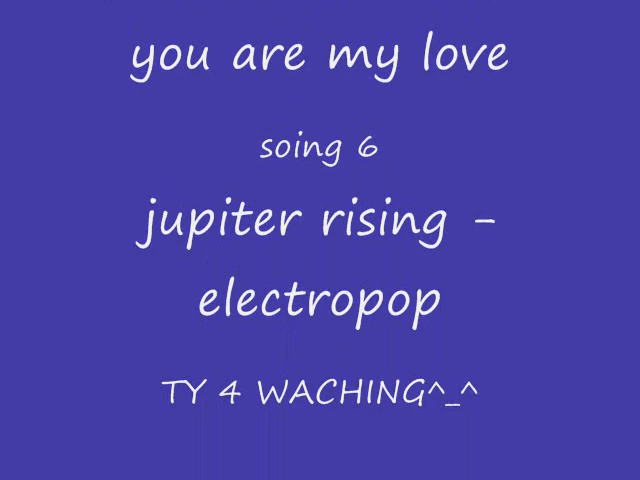 you are my love
soing 6
jupiter rising -
electropop
TY 4 WACHING^_^